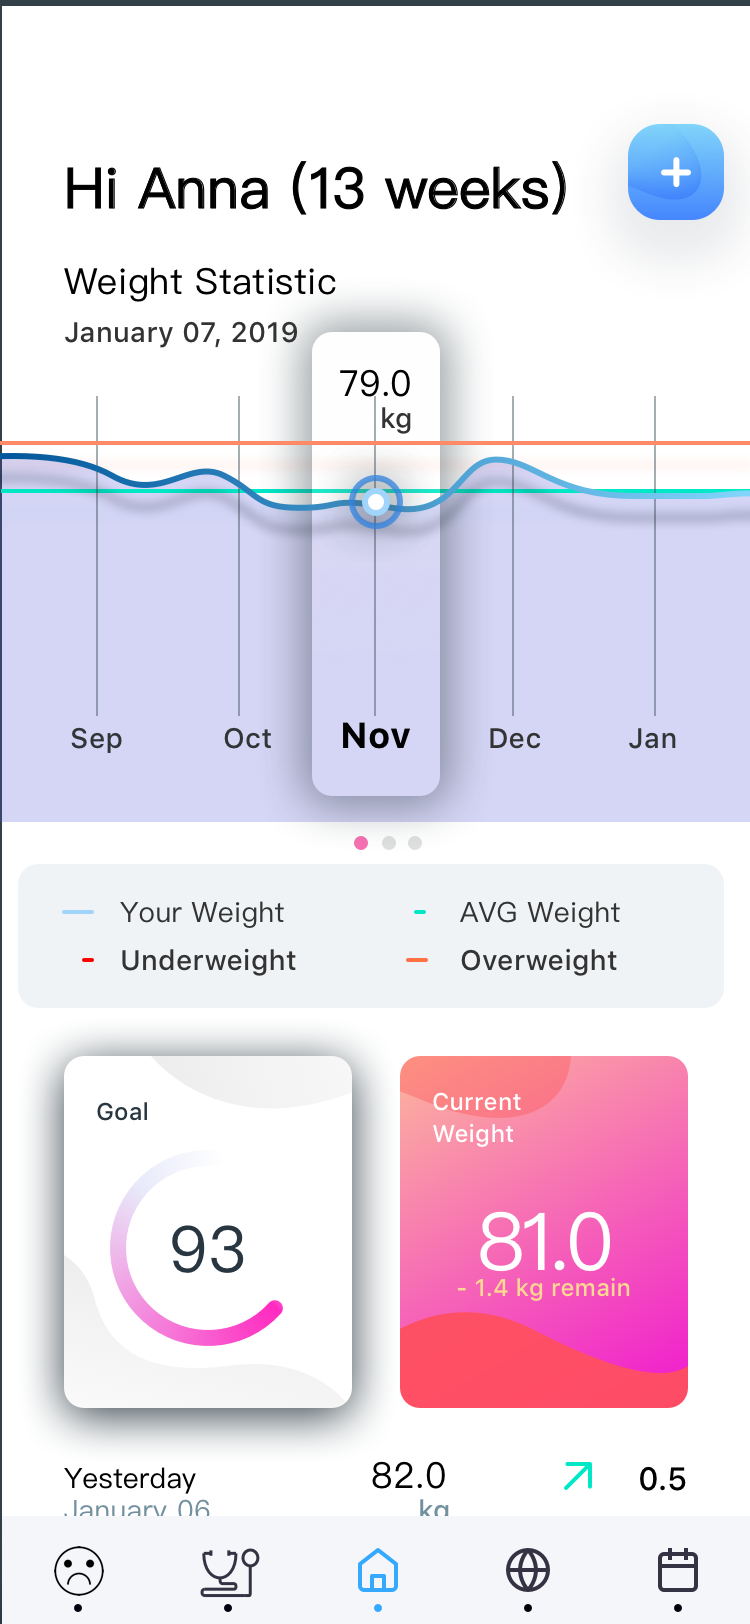 Hi Anna (13 weeks)
Weight Statistic
January 07, 2019
79.0
kg
Sep
Oct
Nov
Dec
Jan
Your Weight
AVG Weight
Underweight
Overweight
Goal
93
Current
Weight
81.0
- 1.4 kg remain
Yesterday
82.0
0.5
January 06
kg